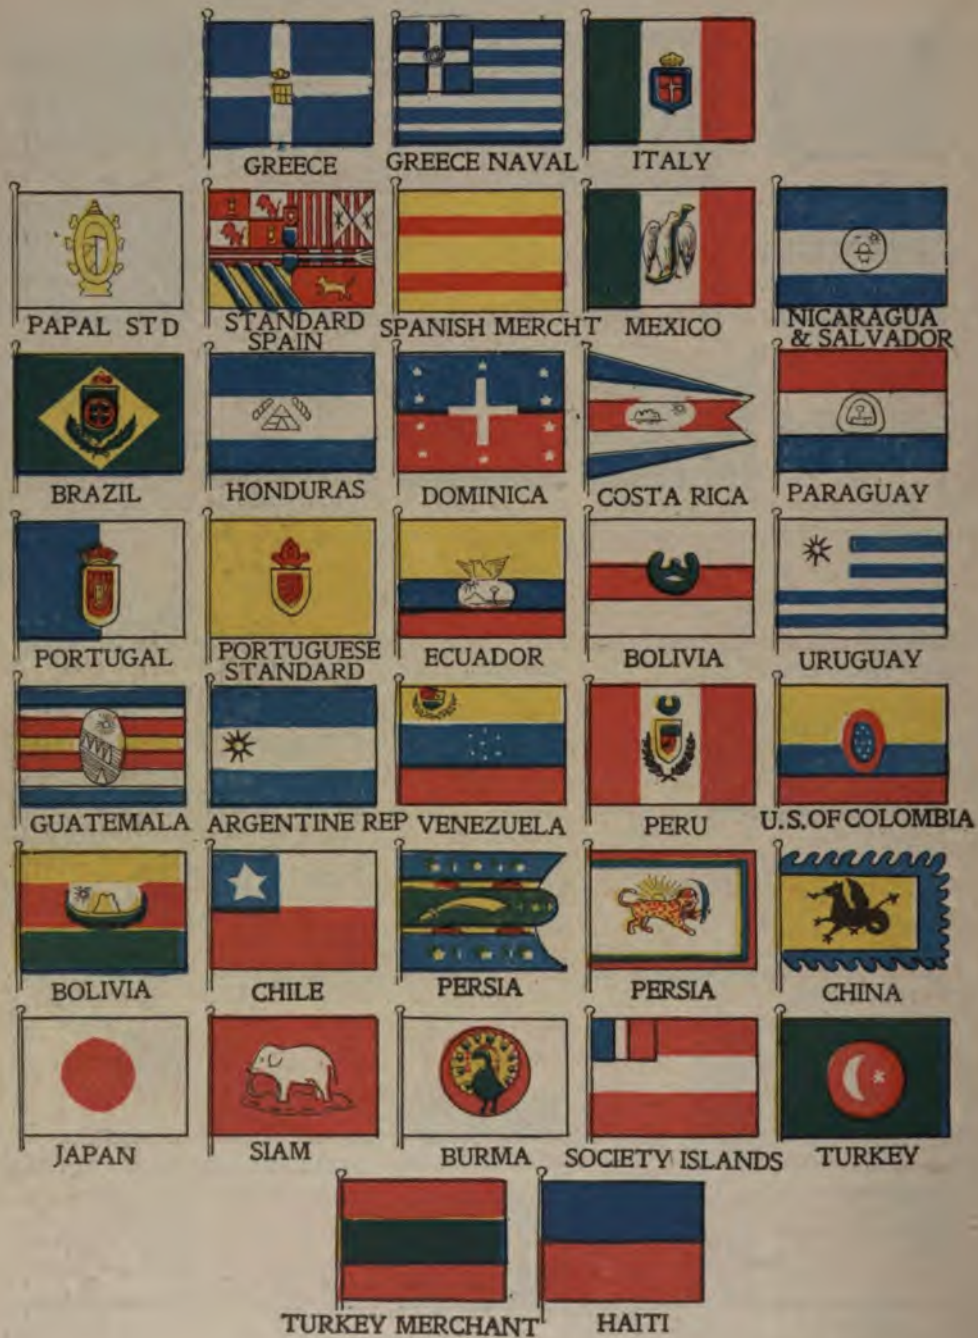 GREECE
GREECE NAVAL
ITALY
PAPAL STD
STANDARD
SPAIN
SPANISH MERCHT
MEXICO
NICARAGUA
& SALVADOR
BRAZIL
HONDURAS
DOMINICA
COSTA RICA
PARAGUAY
PORTUGAL
PORTUGUESE
STANDARD
ECUADOR
BOLIVIA
URUGUAY
GUATEMALA
ARGENTINE REP
VENEZUELA
PERU
U.S. OF COLOMBIA
BOLIVIA
CHILE
PERSIA
PERSIA
CHINA
JAPAN
SIAM
BURMA
SOCIETY ISLANDS
TURKEY
TURKEY MERCHANT
HAITI